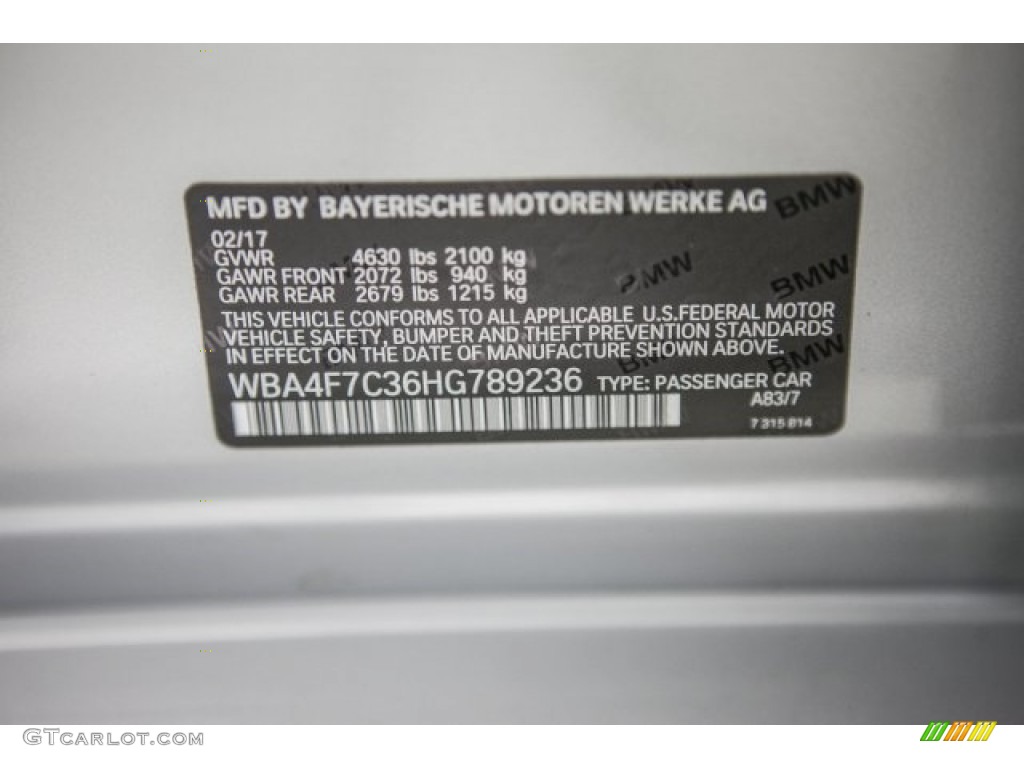 MFD BY BAYERISCHE MOTOREN WERKE AG
02/17
GVWR 4630 lbs 2100 kg
GAWR FRONT 2072 lbs 940 kg
GAWR REAR 2679 lbs 1215 kg
THIS VEHICLE CONFORMS TO ALL APPLICABLE U.S.FEDERAL MOTOR
VEHICLE SAFETY, BUMPER AND THEFT PREVENTION STANDARDS
IN EFFECT ON THE DATE OF MANUFACTURE SHOWN ABOVE.
WBA4F7C36HG789236 TYPE: PASSENGER CAR
A83/7
7 315 814
BMW
BMW
BMW
BMW
BMW
GTCARLOT.COM